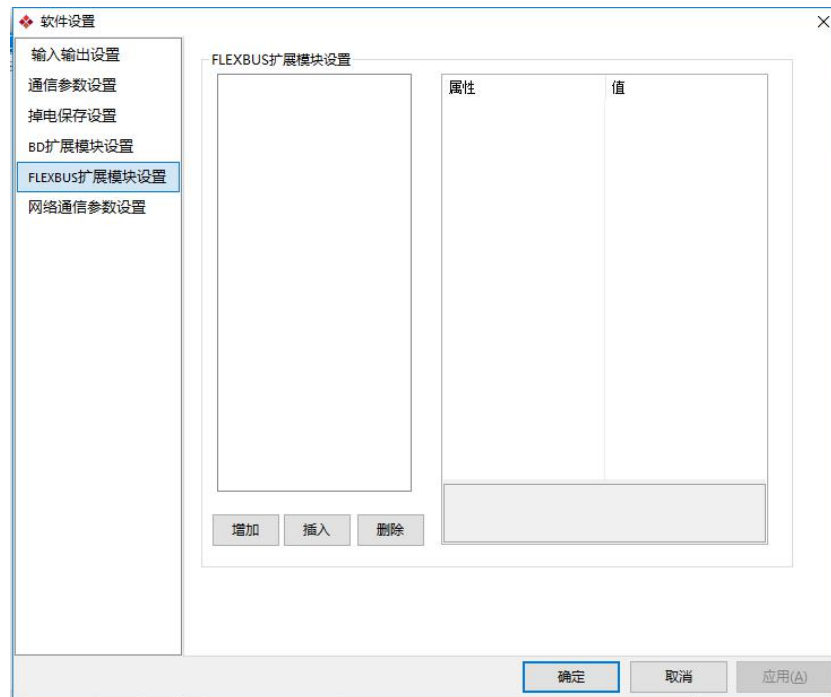 软件设置
输入输出设置
通信参数设置
掉电保存设置
BD扩展模块设置
FLEXBUS扩展模块设置
网络通信参数设置
FLEXBUS扩展模块设置
属性 值
增加 插入 删除
确定 取消 应用(A)